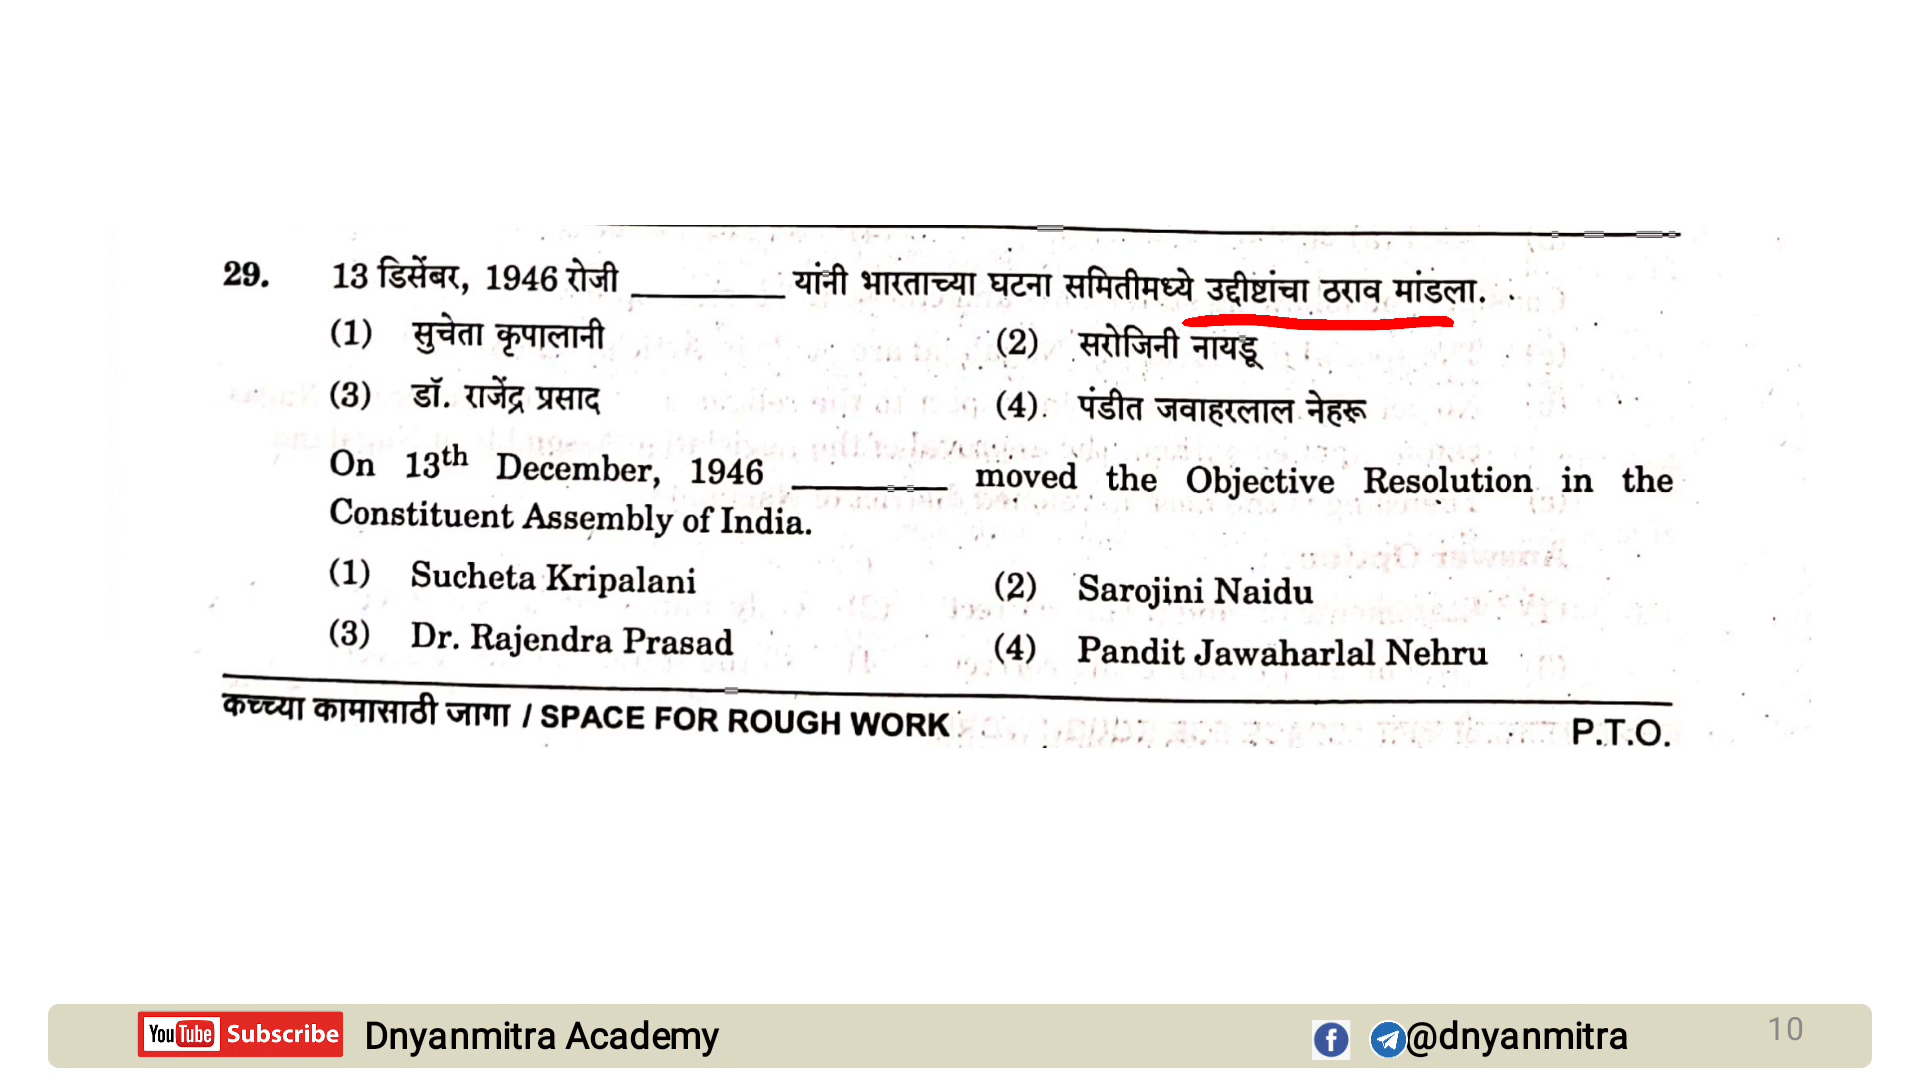 29. 13 डिसेंबर, 1946 रोजी ________ यांनी भारताच्या घटना समितीमध्ये उद्दीष्टांचा ठराव मांडला.
(1) सुचेता कृपालानी (2) सरोजिनी नायडू
(3) डॉ. राजेंद्र प्रसाद (4) पंडीत जवाहरलाल नेहरू
On 13th December, 1946 ________ moved the Objective Resolution in the
Constituent Assembly of India.
(1) Sucheta Kripalani (2) Sarojini Naidu
(3) Dr. Rajendra Prasad (4) Pandit Jawaharlal Nehru
कच्च्या कामासाठी जागा / SPACE FOR ROUGH WORK P.T.O.
YouTube Subscribe Dnyanmitra Academy f @dnyanmitra 10